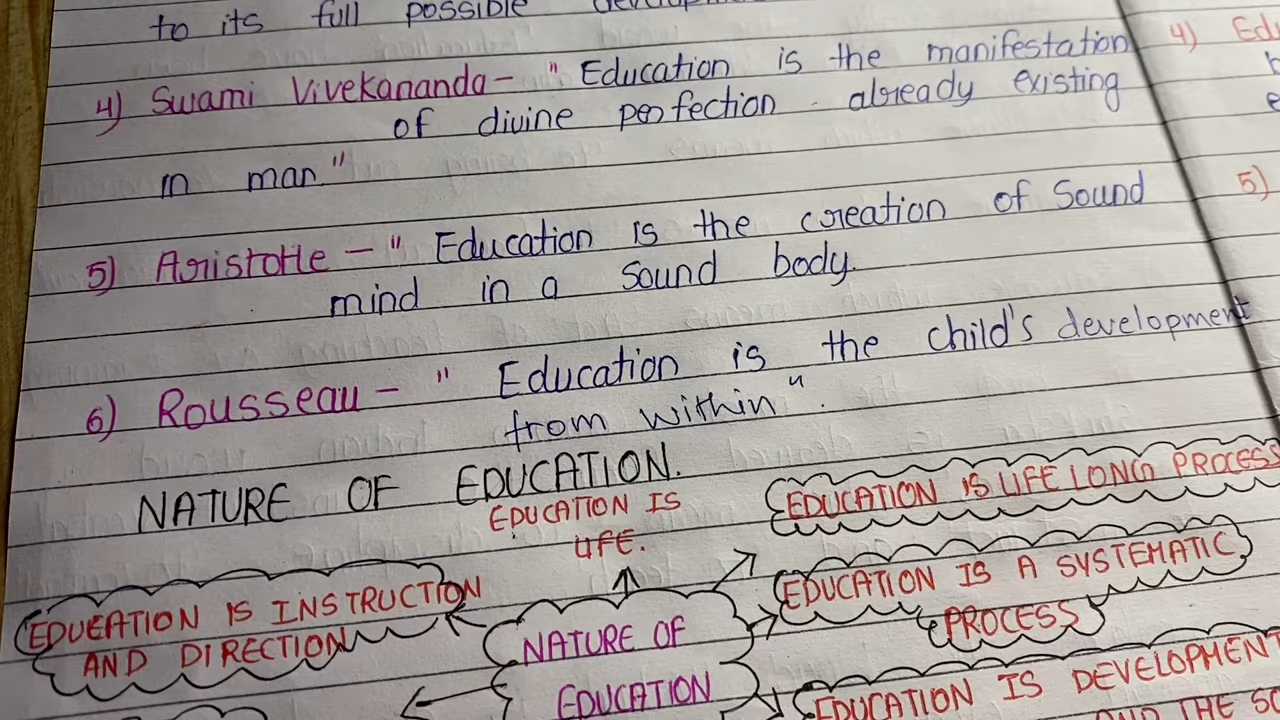 to its full possible
4) Swami Vivekananda- " Education is the manifestation
of divine perfection already existing
in man"
5) Aristotle - " Education is the creation of Sound
mind in a Sound body.
6) Rousseau - " Education is the child's development
from within".
NATURE OF EDUCATION.
EDUCATION IS
LIFE.
EDUCATION IS LIFE LONG PROCESS
EDUCATION IS A SYSTEMATIC
PROCESS
EDUCATION IS INSTRUCTION
AND DIRECTION
NATURE OF
EDUCATION
EDUCATION IS DEVELOPMENT
THE
4)
5)